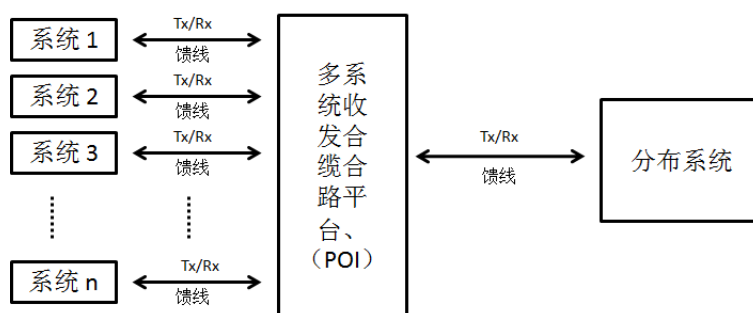 系统 1
Tx/Rx
馈线
系统 2
Tx/Rx
馈线
系统 3
Tx/Rx
馈线
系统 n
Tx/Rx
馈线
多系
统收
发合
缆合
路平
台、
（POI）
Tx/Rx
馈线
分布系统